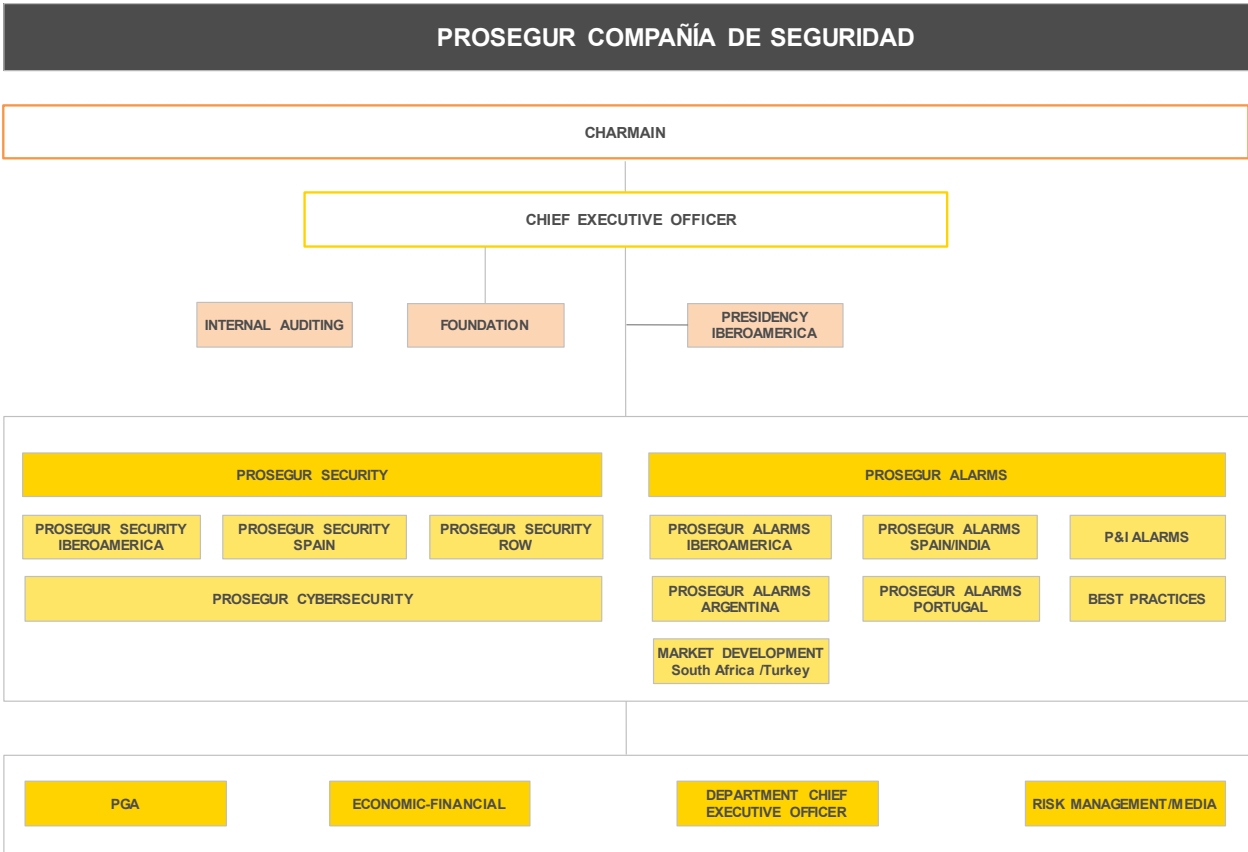 PROSEGUR COMPAÑÍA DE SEGURIDAD
CHARMAIN
CHIEF EXECUTIVE OFFICER
INTERNAL AUDITING
FOUNDATION
PRESIDENCY
IBEROAMERICA
PROSEGUR SECURITY
PROSEGUR ALARMS
PROSEGUR SECURITY
IBEROAMERICA
PROSEGUR SECURITY
SPAIN
PROSEGUR SECURITY
ROW
PROSEGUR ALARMS
IBEROAMERICA
PROSEGUR ALARMS
SPAIN/INDIA
P&I ALARMS
PROSEGUR CYBERSECURITY
PROSEGUR ALARMS
ARGENTINA
PROSEGUR ALARMS
PORTUGAL
BEST PRACTICES
MARKET DEVELOPMENT
South Africa /Turkey
PGA
ECONOMIC-FINANCIAL
DEPARTMENT CHIEF
EXECUTIVE OFFICER
RISK MANAGEMENT/MEDIA